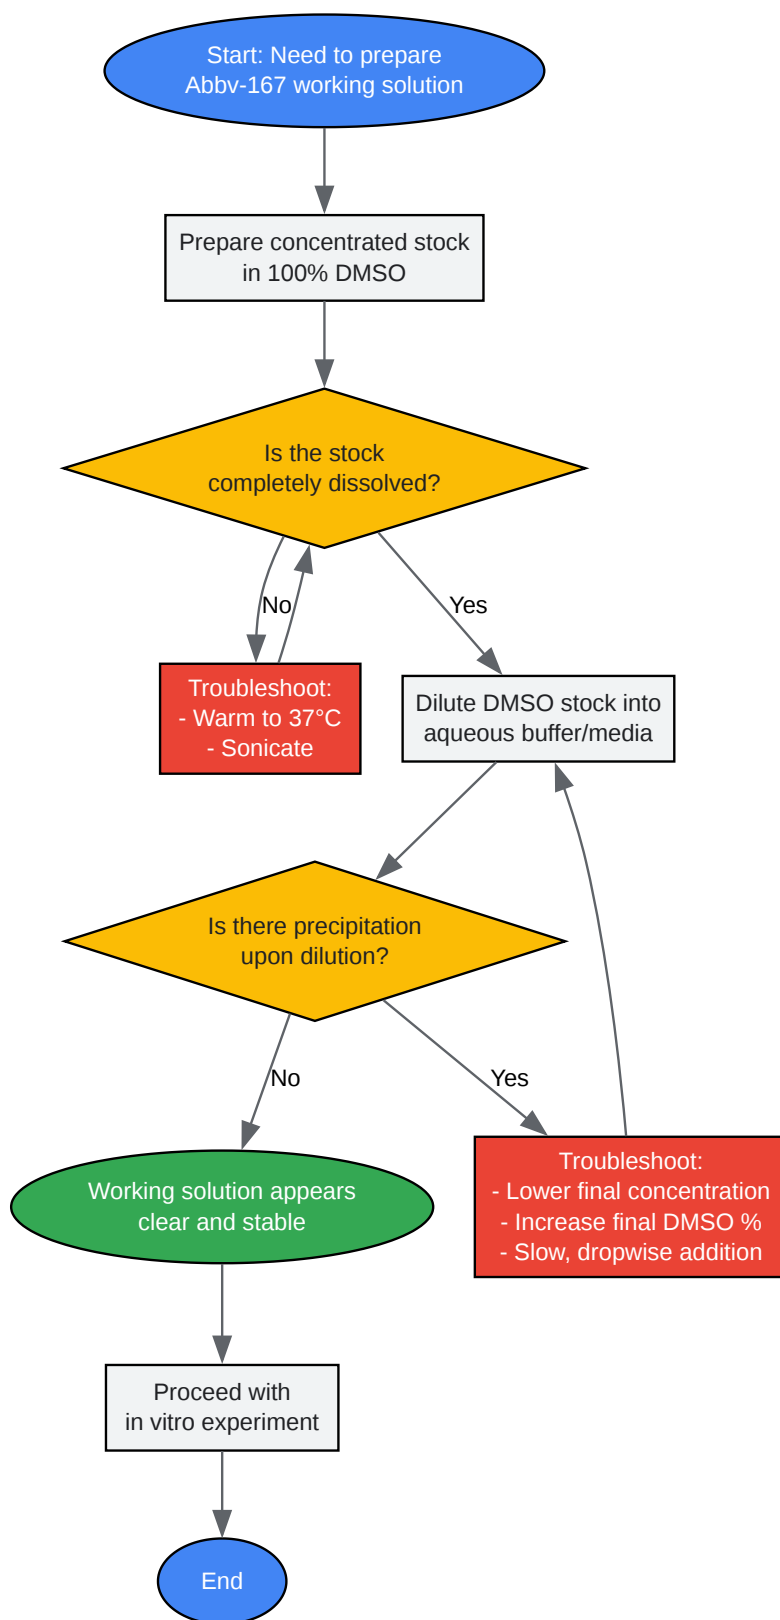 Start: Need to prepare
Abbv-167 working solution
Prepare concentrated stock
in 100% DMSO
Is the stock
completely dissolved?
No
Yes
Troubleshoot:
- Warm to 37°C
- Sonicate
Dilute DMSO stock into
aqueous buffer/media
Is there precipitation
upon dilution?
No
Yes
Working solution appears
clear and stable
Troubleshoot:
- Lower final concentration
- Increase final DMSO %
- Slow, dropwise addition
Proceed with
in vitro experiment
End